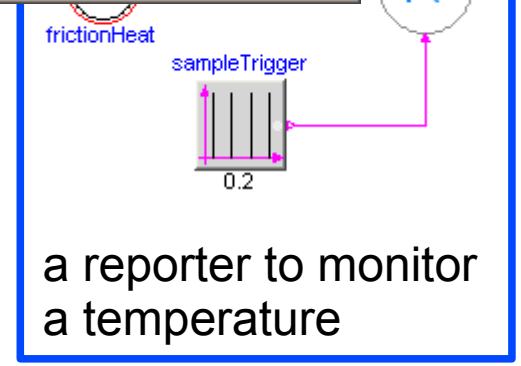 frictionHeat
sampleTrigger
0.2
a reporter to monitor
a temperature